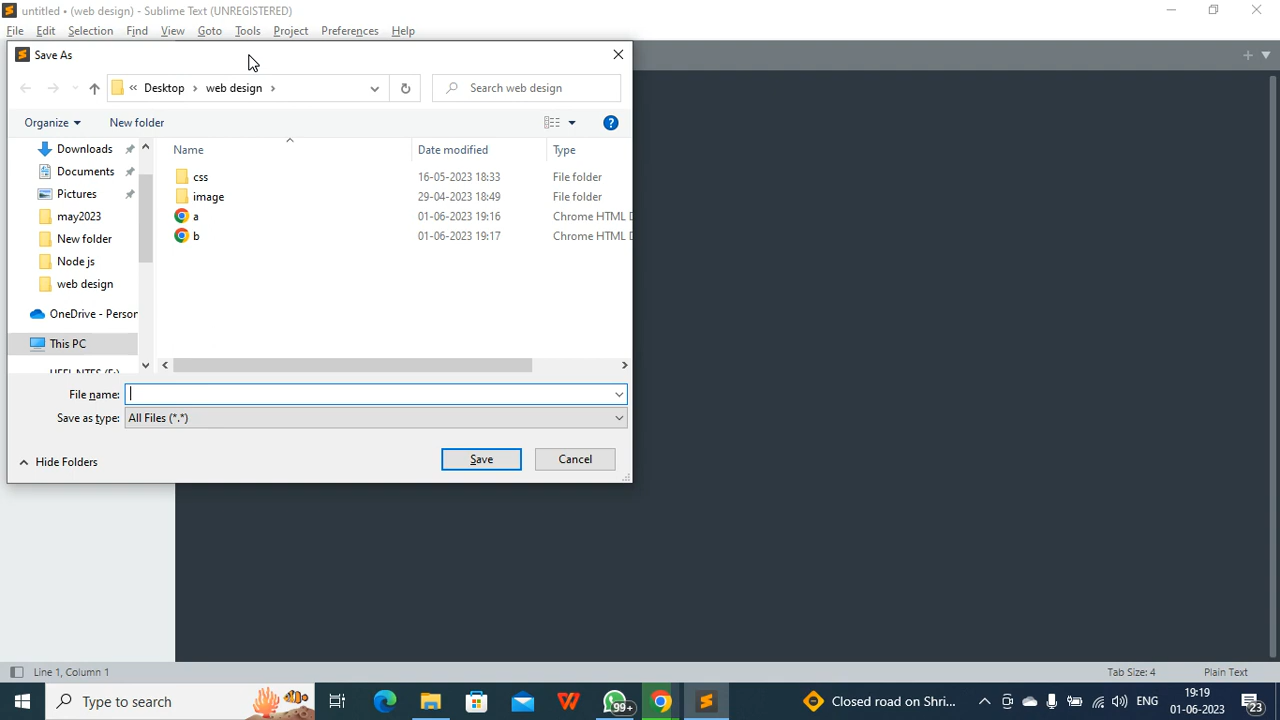 untitled • (web design) - Sublime Text (UNREGISTERED)
File Edit Selection Find View Goto Tools Project Preferences Help
Save As
Desktop › web design ›
Search web design
Organize
New folder
Name
Date modified
Type
Downloads
Documents
Pictures
may2023
New folder
Node js
web design
OneDrive - Person
This PC
css 16-05-2023 18:33 File folder
image 29-04-2023 18:49 File folder
a 01-06-2023 19:16 Chrome HTML D
b 01-06-2023 19:17 Chrome HTML D
File name:
Save as type: All Files (*.*)
Hide Folders
Save
Cancel
Line 1, Column 1
Tab Size: 4
Plain Text
Type to search
99+
Closed road on Shri...
ENG
19:19
01-06-2023
23